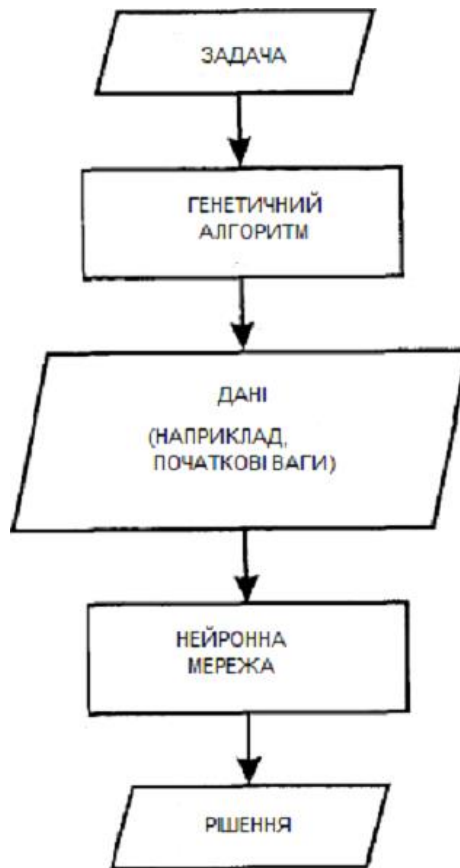 ЗАДАЧА
ГЕНЕТИЧНИЙ
АЛГОРИТМ
ДАНІ
(НАПРИКЛАД,
ПОЧАТКОВІ ВАГИ)
НЕЙРОННА
МЕРЕЖА
РІШЕННЯ